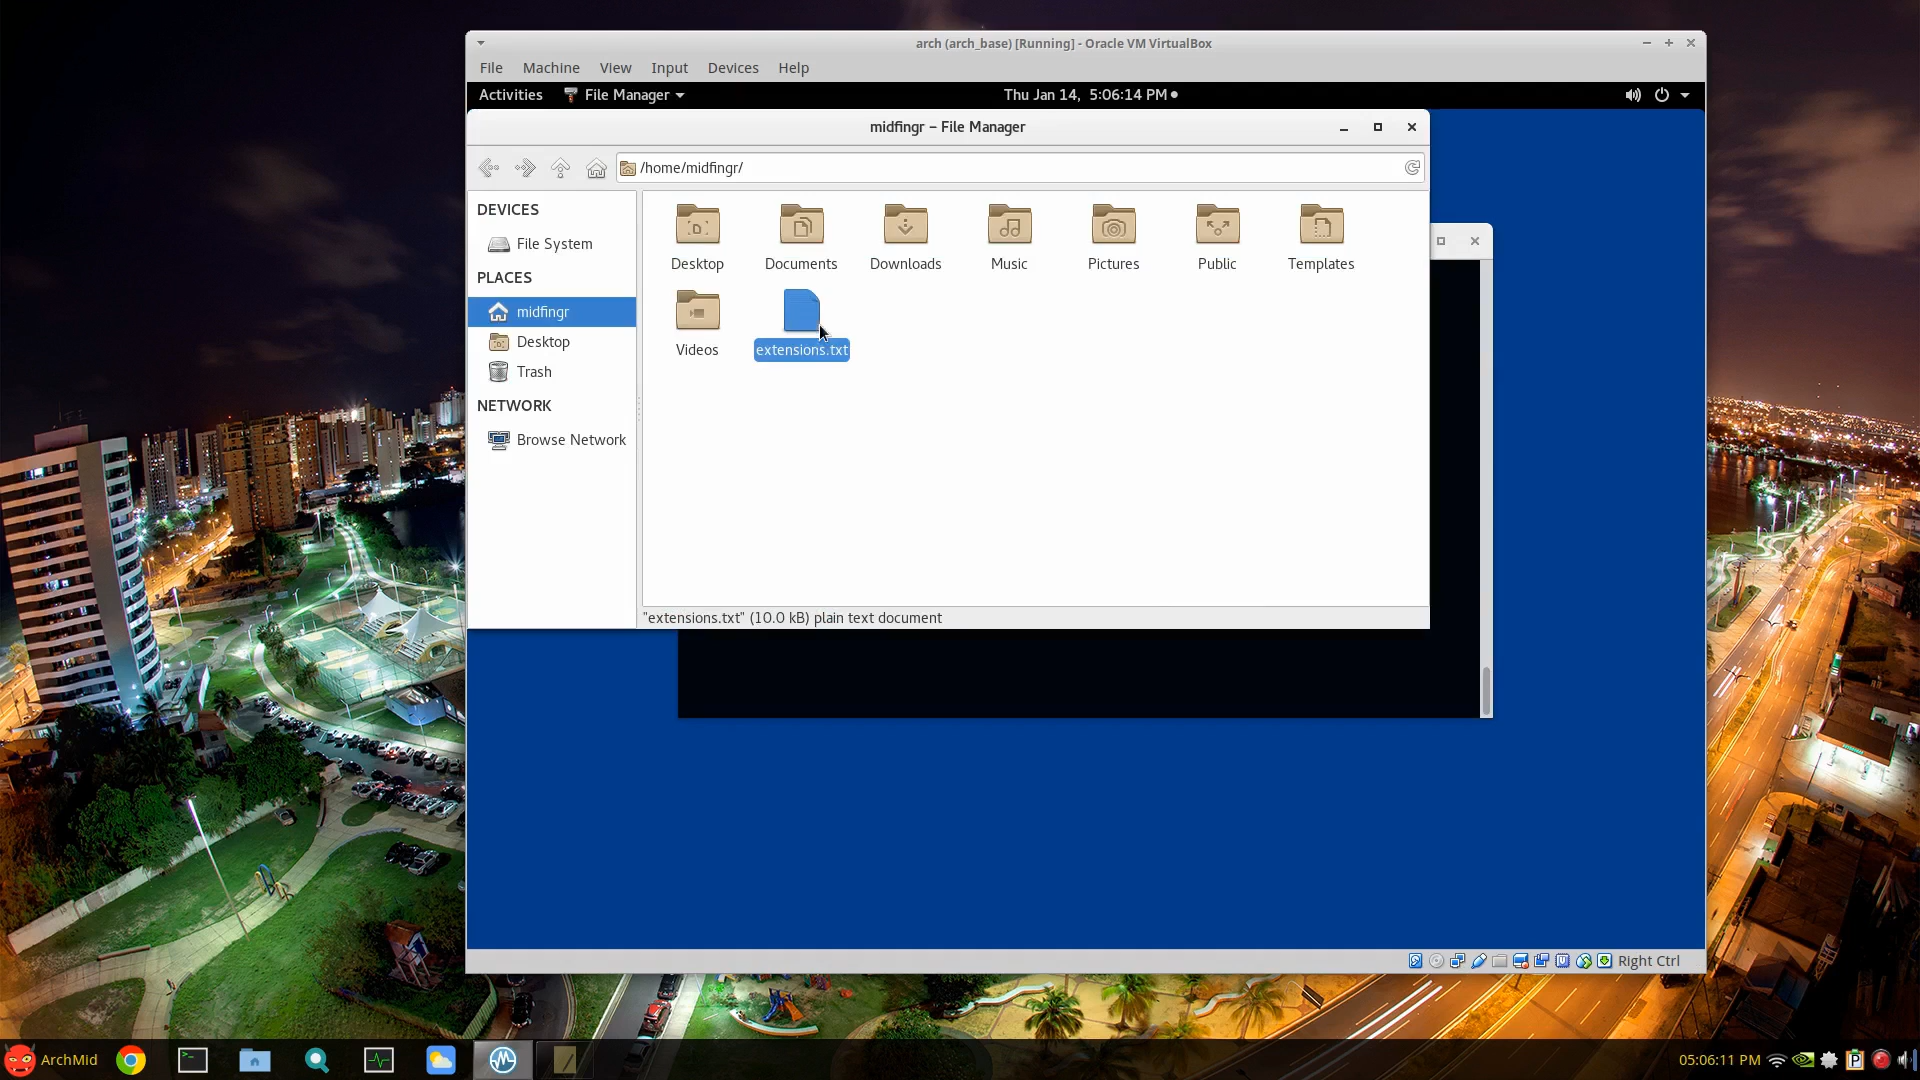 arch (arch_base) [Running] - Oracle VM VirtualBox
File Machine View Input Devices Help
Activities File Manager Thu Jan 14, 5:06:14 PM
midfingr – File Manager
/home/midfingr/
DEVICES
File System
PLACES
midfingr
Desktop
Trash
NETWORK
Browse Network
Desktop Documents Downloads Music Pictures Public Templates
Videos extensions.txt
"extensions.txt" (10.0 kB) plain text document
Right Ctrl
ArchMid 05:06:11 PM